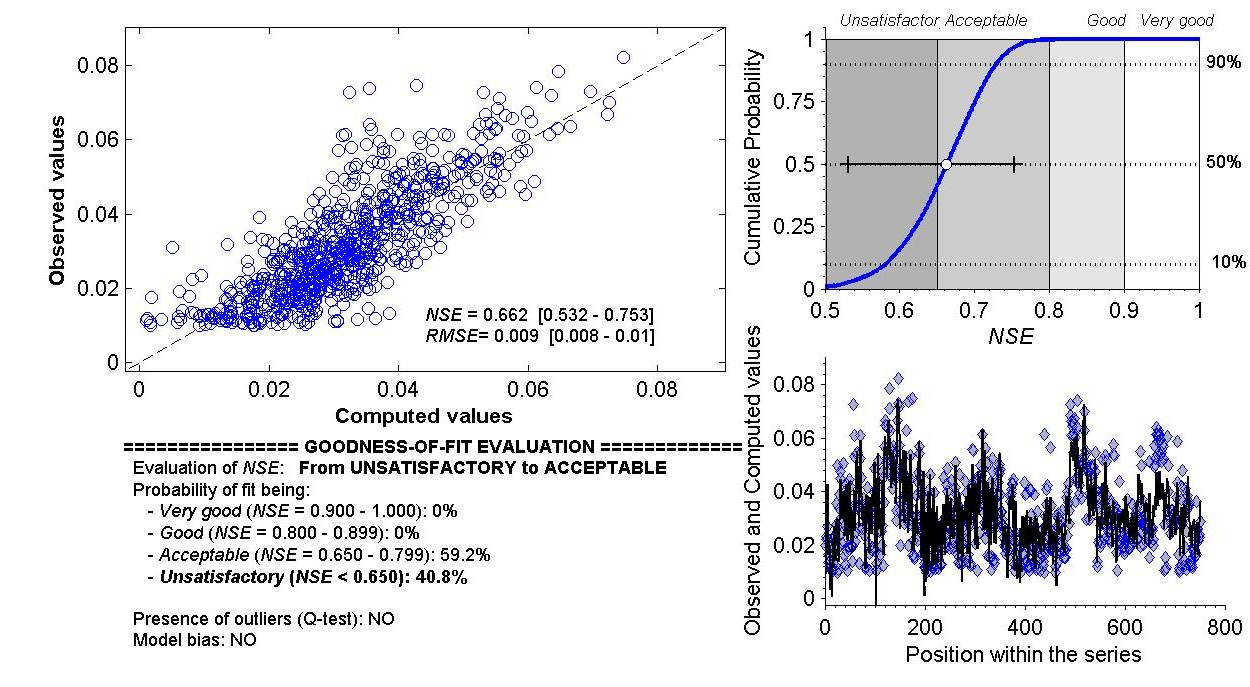 0.08
0.06
0.04
0.02
0
Observed values
NSE = 0.662 [0.532 - 0.753]
RMSE= 0.009 [0.008 - 0.01]
0 0.02 0.04 0.06 0.08
Computed values
=============== GOODNESS-OF-FIT EVALUATION =============
Evaluation of NSE: From UNSATISFACTORY to ACCEPTABLE
Probability of fit being:
- Very good (NSE = 0.900 - 1.000): 0%
- Good (NSE = 0.800 - 0.899): 0%
- Acceptable (NSE = 0.650 - 0.799): 59.2%
- Unsatisfactory (NSE < 0.650): 40.8%
Presence of outliers (Q-test): NO
Model bias: NO
Unsatisfactor Acceptable Good Very good
1
0.75
0.5
0.25
0
Cumulative Probability
90%
50%
10%
0.5 0.6 0.7 0.8 0.9 1
NSE
0.08
0.06
0.04
0.02
0
Observed and Computed values
0 200 400 600 800
Position within the series